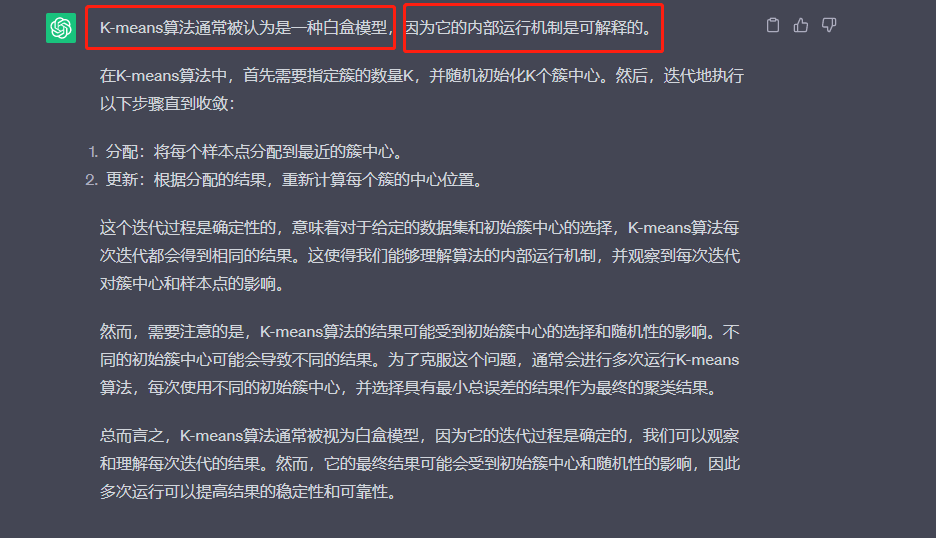 K-means算法通常被认为是一种白盒模型，因为它的内部运行机制是可解释的。
在K-means算法中，首先需要指定簇的数量K，并随机初始化K个簇中心。然后，迭代地执行
以下步骤直到收敛：
1. 分配：将每个样本点分配到最近的簇中心。
2. 更新：根据分配的结果，重新计算每个簇的中心位置。
这个迭代过程是确定性的，意味着对于给定的数据集和初始簇中心的选择，K-means算法每
次迭代都会得到相同的结果。这使得我们能够理解算法的内部运行机制，并观察到每次迭代
对簇中心和样本点的影响。
然而，需要注意的是，K-means算法的结果可能受到初始簇中心的选择和随机性的影响。不
同的初始簇中心可能会导致不同的结果。为了克服这个问题，通常会进行多次运行K-means
算法，每次使用不同的初始簇中心，并选择具有最小总误差的结果作为最终的聚类结果。
总而言之，K-means算法通常被视为白盒模型，因为它的迭代过程是确定的，我们可以观察
和理解每次迭代的结果。然而，它的最终结果可能会受到初始簇中心和随机性的影响，因此
多次运行可以提高结果的稳定性和可靠性。